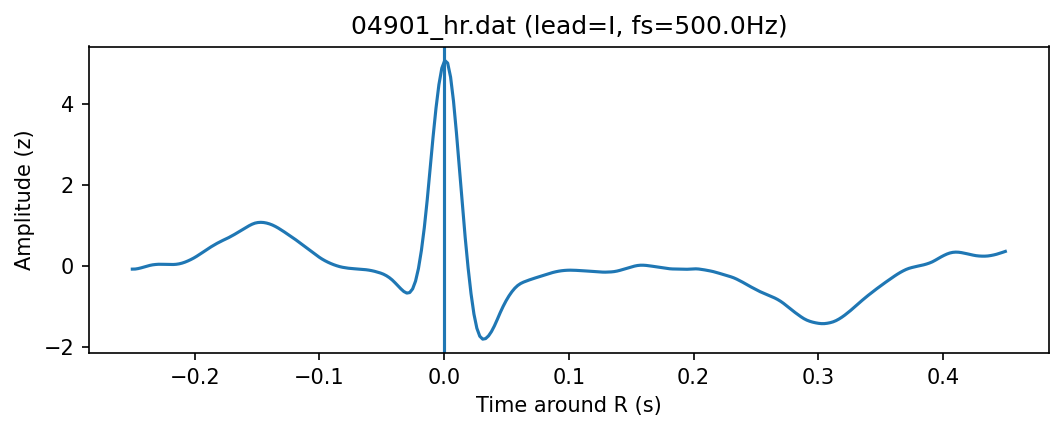 04901_hr.dat (lead=I, fs=500.0Hz)
Amplitude (z)
4
2
0
−2
−0.2 −0.1 0.0 0.1 0.2 0.3 0.4
Time around R (s)